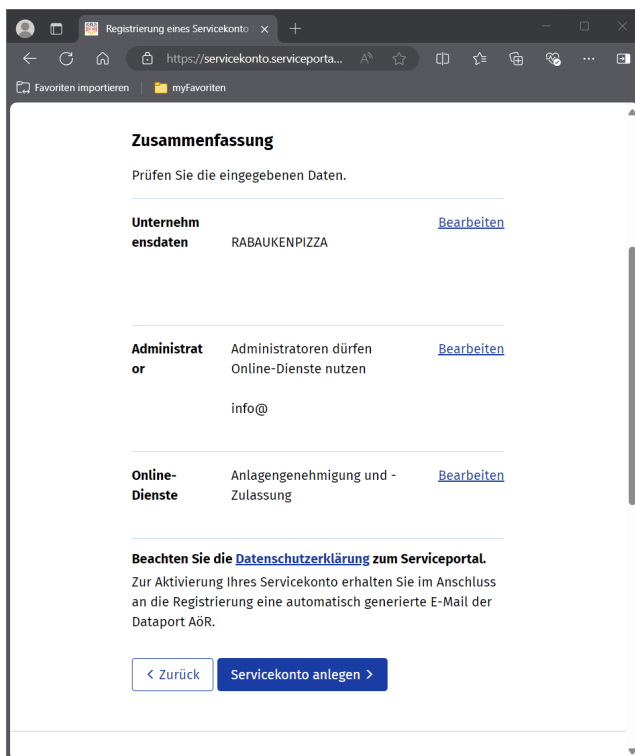 Registrierung eines Servicekonto
https://servicekonto.serviceporta...
Favoriten importieren
myFavoriten
Zusammenfassung
Prüfen Sie die eingegebenen Daten.
Unternehm
ensdaten
RABAUKENPIZZA
Bearbeiten
Administrat
or
Administratoren dürfen
Online-Dienste nutzen
info@
Bearbeiten
Online-
Dienste
Anlagengenehmigung und -
Zulassung
Bearbeiten
Beachten Sie die Datenschutzerklärung zum Serviceportal.
Zur Aktivierung Ihres Servicekonto erhalten Sie im Anschluss
an die Registrierung eine automatisch generierte E-Mail der
Dataport AöR.
< Zurück
Servicekonto anlegen >